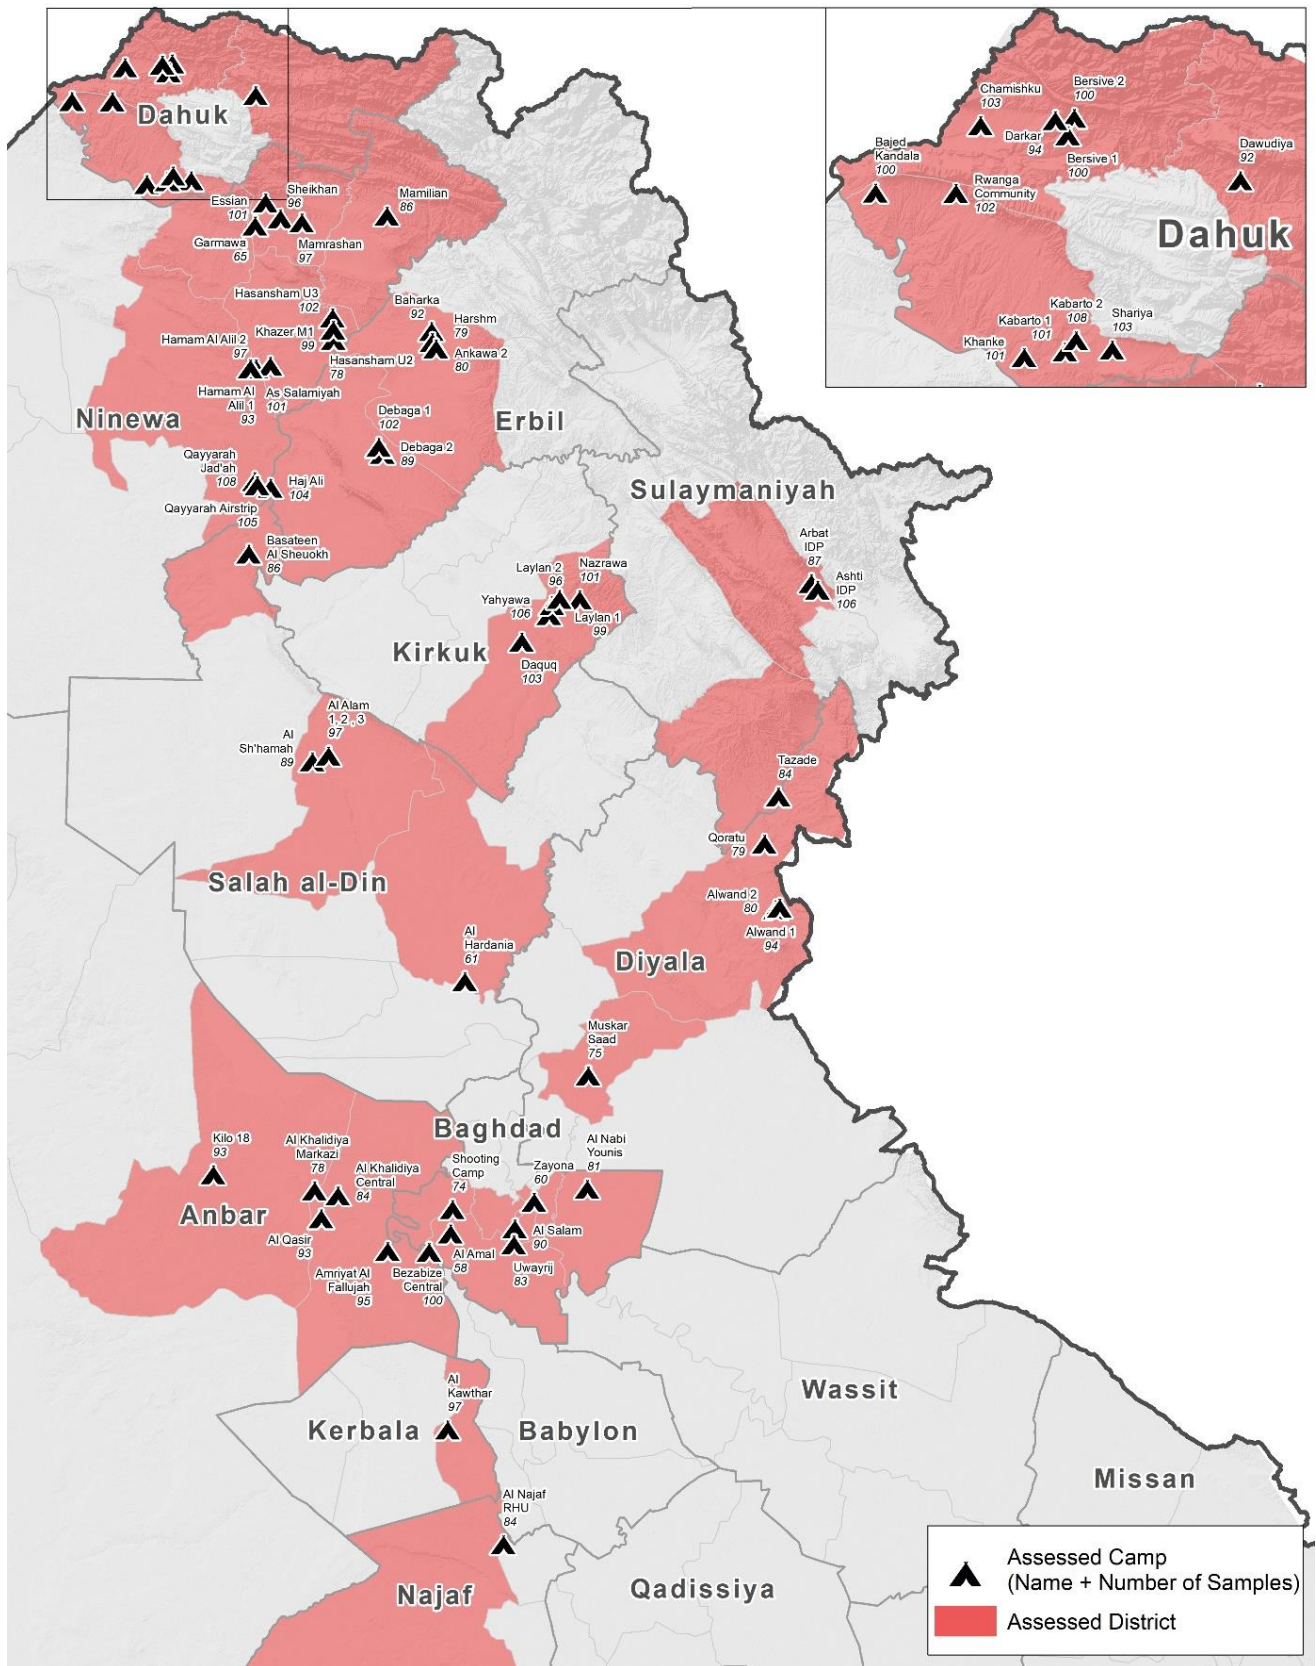 Dahuk
Essian
101
Sheikhan
96
Mamilian
86
Garmawa
65
Mamrashan
97
Hasansham U3
102
Baharka
92
Harshm
79
Hamam Al Alil 2
97
Khazer M1
99
Hasansham U2
78
Ankawa 2
80
Hamam Al
Alil 1
93
As Salamiyah
101
Ninewa
Erbil
Debaga 1
102
Debaga 2
89
Qayyarah
Jad'ah
108
Haj Ali
104
Qayyarah Airstrip
105
Basateen
Al Sheuokh
86
Sulaymaniyah
Arbat
IDP
87
Ashti
IDP
106
Laylan 2
96
Nazrawa
101
Yahyawa
106
Laylan 1
99
Kirkuk
Daquq
103
Al Alam
1, 2 , 3
97
Al
Sh'hamah
89
Tazade
84
Qoratu
79
Salah al-Din
Alwand 2
80
Alwand 1
94
Al
Hardania
61
Diyala
Muskar
Saad
75
Baghdad
Kilo 18
93
Al Khalidiya
Markazi
78
Al Khalidiya
Central
84
Shooting
Camp
74
Zayona
60
Al Nabi
Younis
81
Anbar
Al Qasir
93
Amriyat Al
Fallujah
95
Bezabize
Central
100
Al Amal
58
Al Salam
90
Uwayrij
83
Al
Kawthar
97
Kerbala
Babylon
Wassit
Missan
Al Najaf
RHU
84
Najaf
Qadissiya
Chamishku
103
Bersive 2
100
Darkar
94
Bersive 1
100
Bajed
Kandala
100
Rwanga
Community
102
Dawudiya
92
Dahuk
Kabarto 2
108
Kabarto 1
101
Shariya
103
Khanke
101
Assessed Camp
(Name + Number of Samples)
Assessed District